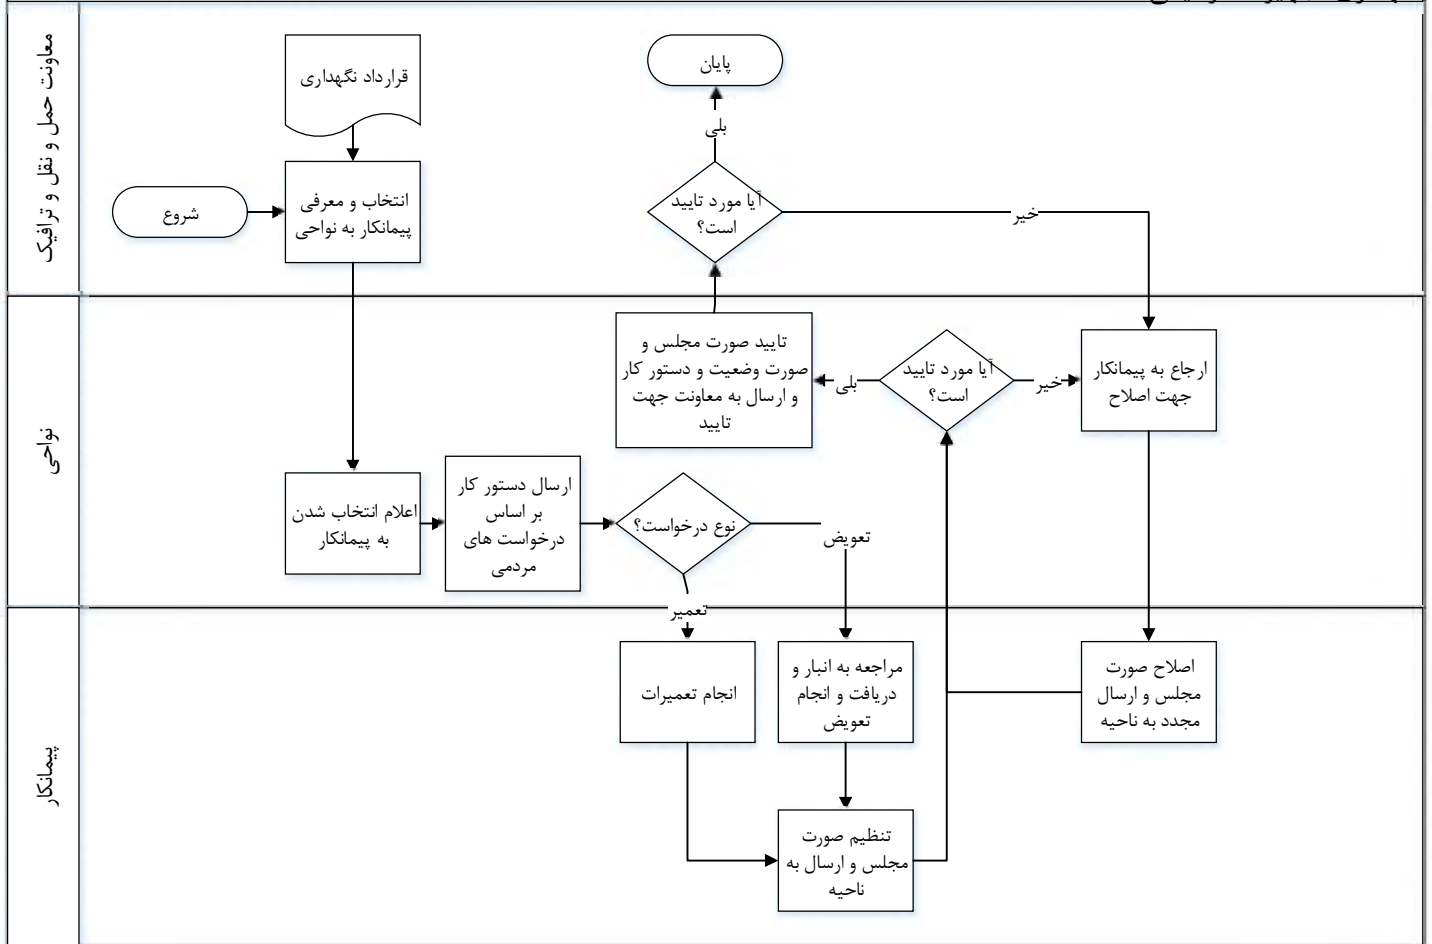 معاونت حمل و نقل و ترافیک
قرارداد نگهداری
پایان
بلی
شروع
انتخاب و معرفی
پیمانکار به نواحی
آیا مورد تایید
است؟
خیر
نواحی
تایید صورت مجلس و
صورت وضعیت و دستور کار
و ارسال به معاونت جهت
تایید
بلی
آیا مورد تایید
است؟
خیر
ارجاع به پیمانکار
جهت اصلاح
اعلام انتخاب شدن
به پیمانکار
ارسال دستور کار
بر اساس
درخواست های
مردمی
نوع درخواست؟
تعویض
تعمیر
پیمانکار
انجام تعمیرات
مراجعه به انبار و
دریافت و انجام
تعویض
اصلاح صورت
مجلس و ارسال
مجدد به ناحیه
تنظیم صورت
مجلس و ارسال به
ناحیه